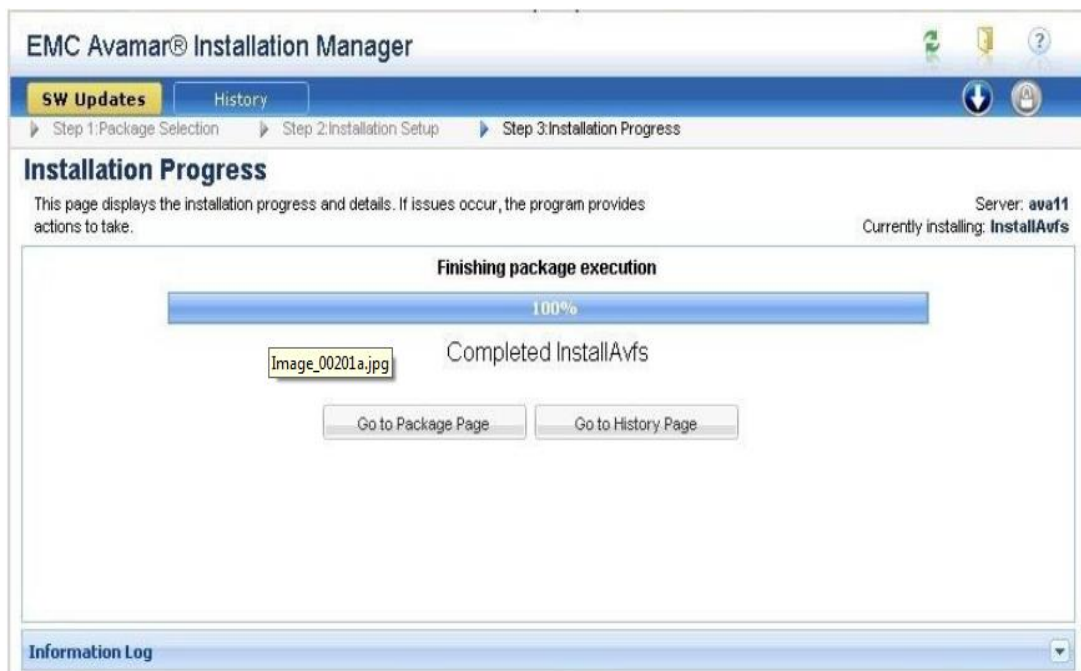 EMC Avamar® Installation Manager
SW Updates
History
Step 1:Package Selection
Step 2:Installation Setup
Step 3:Installation Progress
Installation Progress
This page displays the installation progress and details. If issues occur, the program provides
actions to take.
Server: ava11
Currently installing: InstallAvfs
Finishing package execution
100%
Completed InstallAvfs
Image_00201a.jpg
Go to Package Page
Go to History Page
Information Log